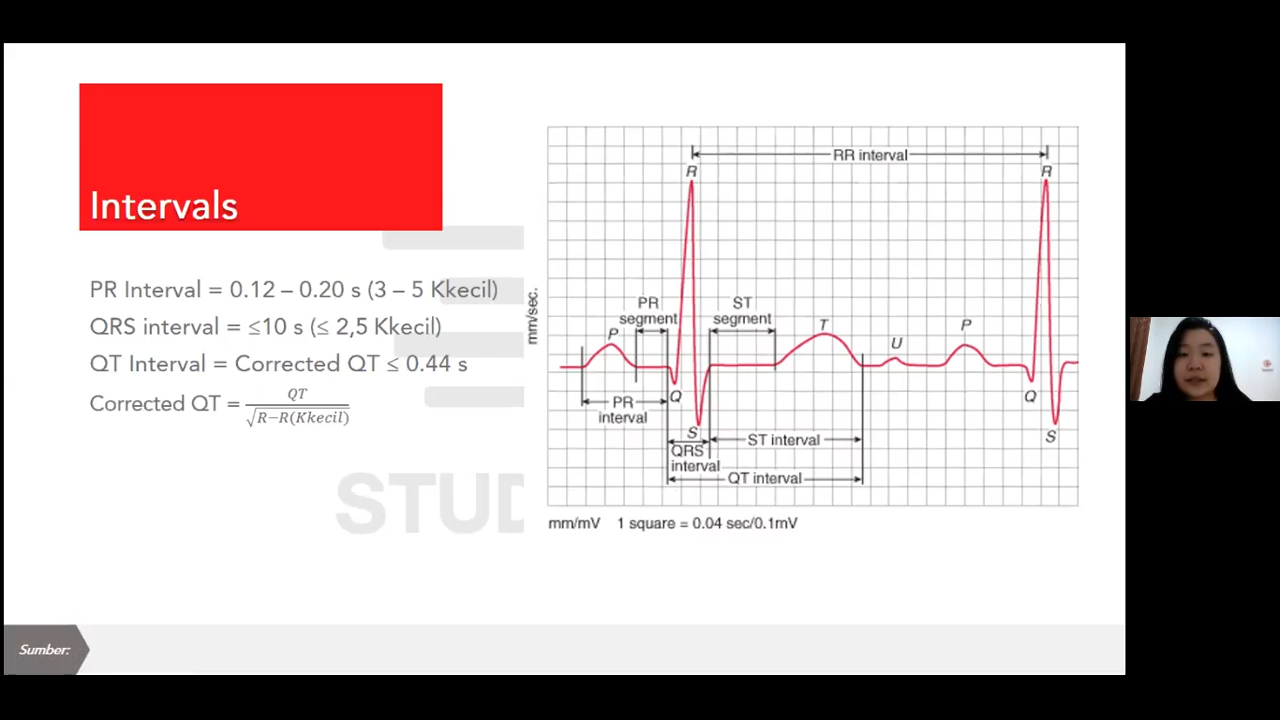 Intervals
PR Interval = 0.12 – 0.20 s (3 – 5 Kkecil)
QRS interval = ≤10 s (≤ 2,5 Kkecil)
QT Interval = Corrected QT ≤ 0.44 s
Corrected QT = QT / √R−R(Kkecil)
STUD
RR interval
R
R
mm/sec.
PR
segment
ST
segment
P
T
U
P
PR
interval
Q
S
QRS
interval
ST interval
QT interval
Q
S
mm/mV 1 square = 0.04 sec/0.1mV
Sumber: